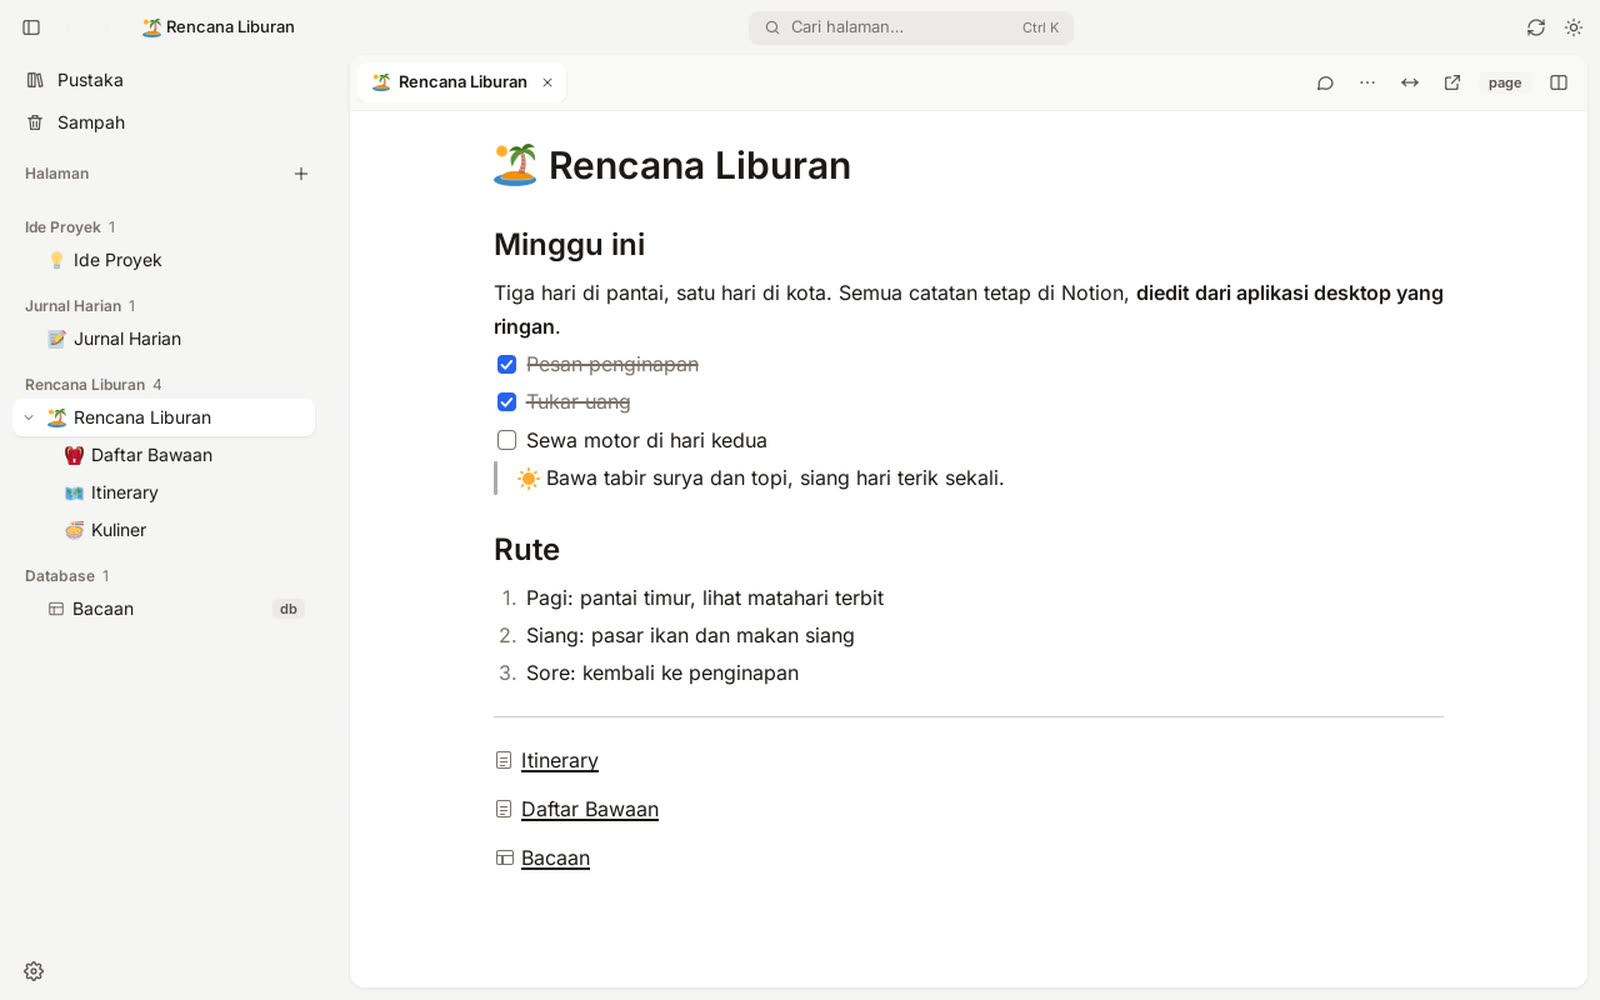 Rencana Liburan
Cari halaman...
Ctrl K
Pustaka
Sampah
Halaman
Ide Proyek 1
Ide Proyek
Jurnal Harian 1
Jurnal Harian
Rencana Liburan 4
Rencana Liburan
Daftar Bawaan
Itinerary
Kuliner
Database 1
Bacaan
db
Rencana Liburan
page
Rencana Liburan
Minggu ini
Tiga hari di pantai, satu hari di kota. Semua catatan tetap di Notion, diedit dari aplikasi desktop yang
ringan.
Pesan penginapan
Tukar uang
Sewa motor di hari kedua
Bawa tabir surya dan topi, siang hari terik sekali.
Rute
1. Pagi: pantai timur, lihat matahari terbit
2. Siang: pasar ikan dan makan siang
3. Sore: kembali ke penginapan
Itinerary
Daftar Bawaan
Bacaan